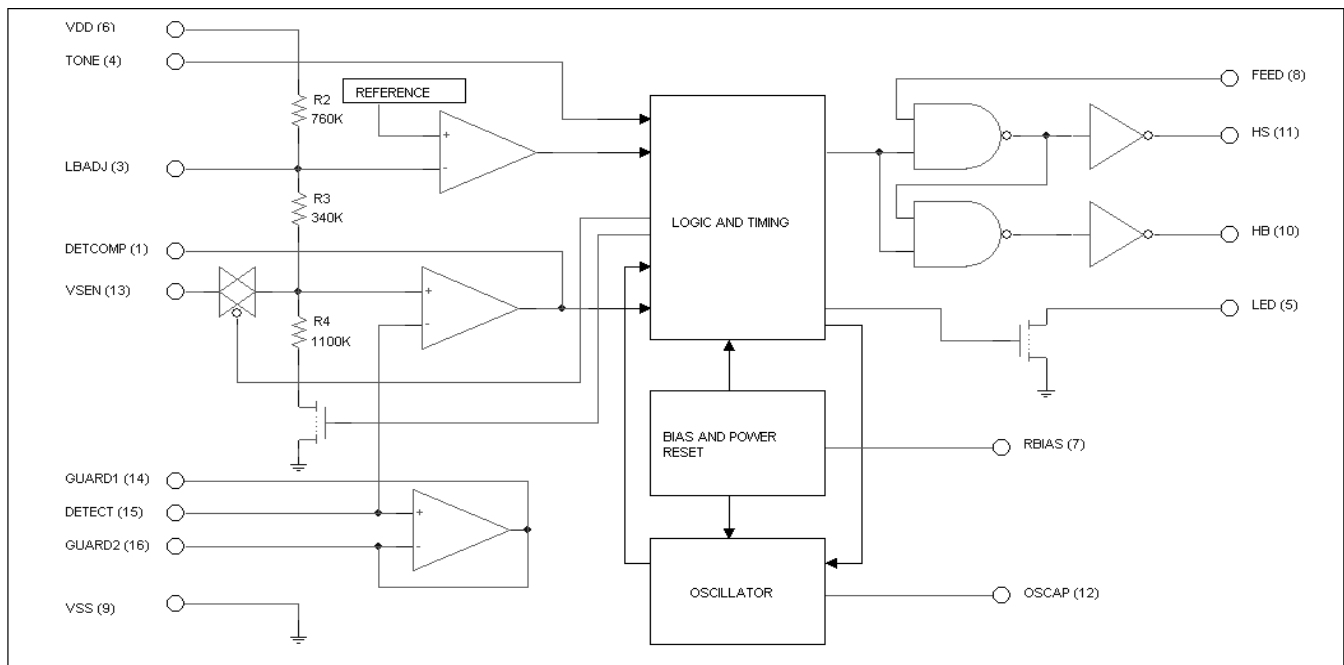 VDD (6)
TONE (4)
R2
760K
REFERENCE
+
-
LBADJ (3)
R3
340K
DETCOMP (1)
VSEN (13)
+
-
R4
1100K
GUARD1 (14)
DETECT (15)
GUARD2 (16)
+
-
VSS (9)
LOGIC AND TIMING
BIAS AND POWER
RESET
OSCILLATOR
FEED (8)
HS (11)
HB (10)
LED (5)
RBIAS (7)
OSCAP (12)